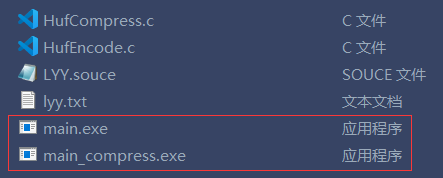 HufCompress.c C 文件
HufEncode.c C 文件
LYY.souce SOUCE 文件
lyy.txt 文本文档
main.exe 应用程序
main_compress.exe 应用程序